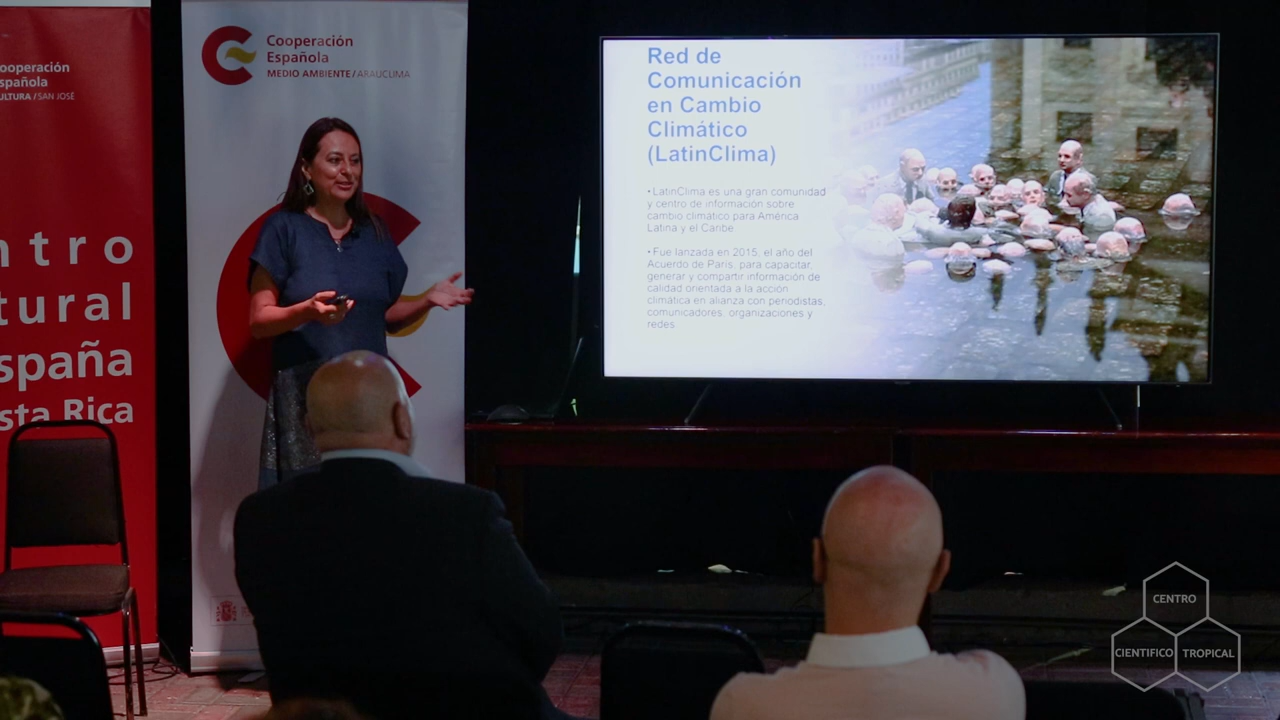 ooperación
spañola
ULTURA / SAN JOSÉ
ntro
tural
spaña
sta Rica
Cooperación
Española
MEDIO AMBIENTE / ARAUCLIMA
Red de
Comunicación
en Cambio
Climático
(LatinClima)
• LatinClima es una gran comunidad
y centro de información sobre
cambio climático para América
Latina y el Caribe.
• Fue lanzada en 2015, el año del
Acuerdo de París, para capacitar,
generar y compartir información de
calidad orientada a la acción
climática en alianza con periodistas,
comunicadores, organizaciones y
redes
CENTRO
CIENTIFICO TROPICAL